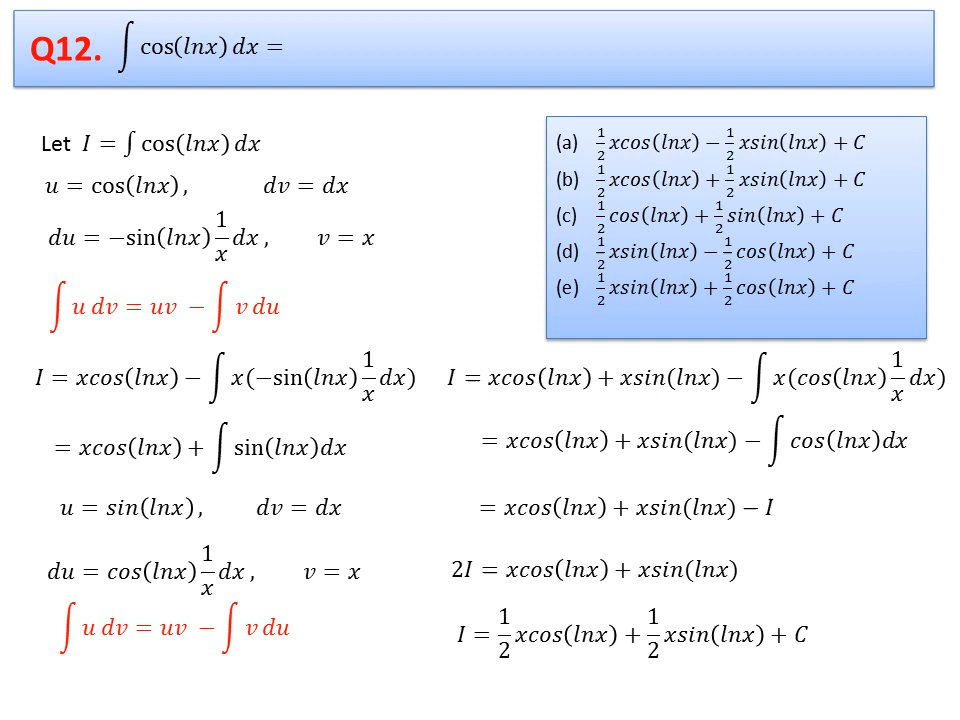 Q12. ∫ cos(lnx) dx =
Let I = ∫ cos(lnx) dx
u = cos(lnx) , dv = dx
du = −sin(lnx) 1/x dx , v = x
∫ u dv = uv − ∫ v du
I = xcos(lnx) − ∫ x(−sin(lnx) 1/x dx)
= xcos(lnx) + ∫ sin(lnx)dx
u = sin(lnx) , dv = dx
du = cos(lnx) 1/x dx , v = x
∫ u dv = uv − ∫ v du
(a) 1/2 xcos(lnx) − 1/2 xsin(lnx) + C
(b) 1/2 xcos(lnx) + 1/2 xsin(lnx) + C
(c) 1/2 cos(lnx) + 1/2 sin(lnx) + C
(d) 1/2 xsin(lnx) − 1/2 cos(lnx) + C
(e) 1/2 xsin(lnx) + 1/2 cos(lnx) + C
I = xcos(lnx) + xsin(lnx) − ∫ x(cos(lnx) 1/x dx)
= xcos(lnx) + xsin(lnx) − ∫ cos(lnx)dx
= xcos(lnx) + xsin(lnx) − I
2I = xcos(lnx) + xsin(lnx)
I = 1/2 xcos(lnx) + 1/2 xsin(lnx) + C